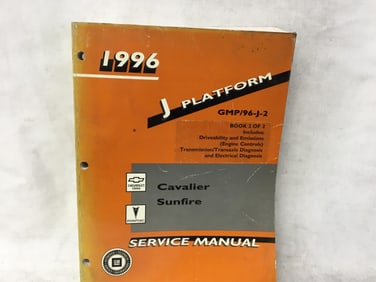 1996
J PLATFORM
GMP/96-J-2
BOOK 2 OF 2
Includes:
Driveability and Emissions
(Engine Controls)
Transmission/Transaxle Diagnosis
and Electrical Diagnosis
CHEVROLET
Cavalier
Sunfire
PONTIAC
SERVICE MANUAL
GM